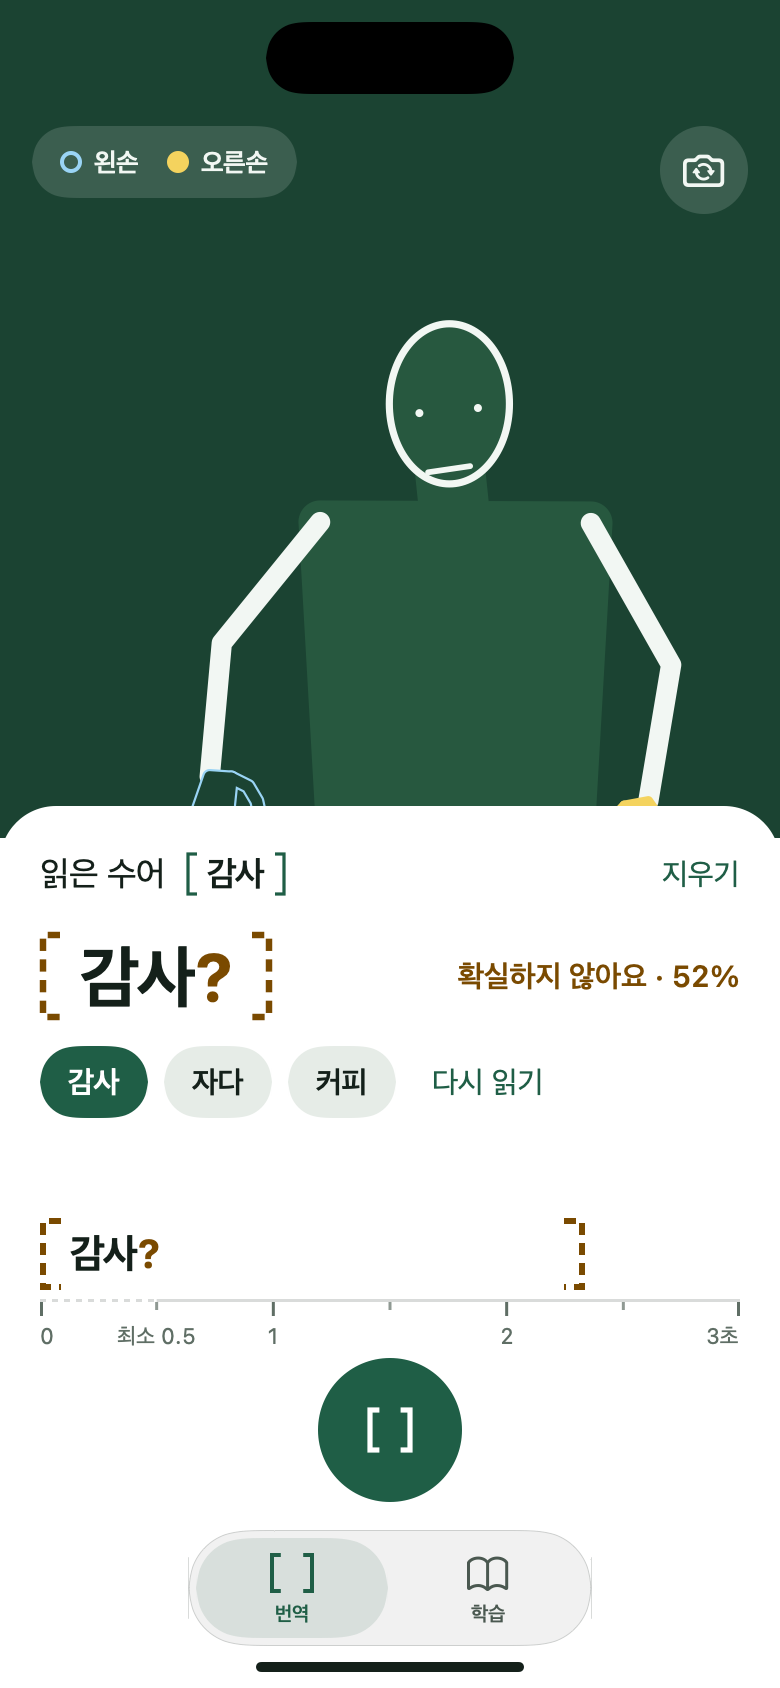 왼손 오른손
읽은 수어 [ 감사 ] 지우기
[ 감사? ] 확실하지 않아요 · 52%
감사 자다 커피 다시 읽기
[ 감사? ]
0 최소 0.5 1 2 3초
[ ]
[ ]
번역 학습